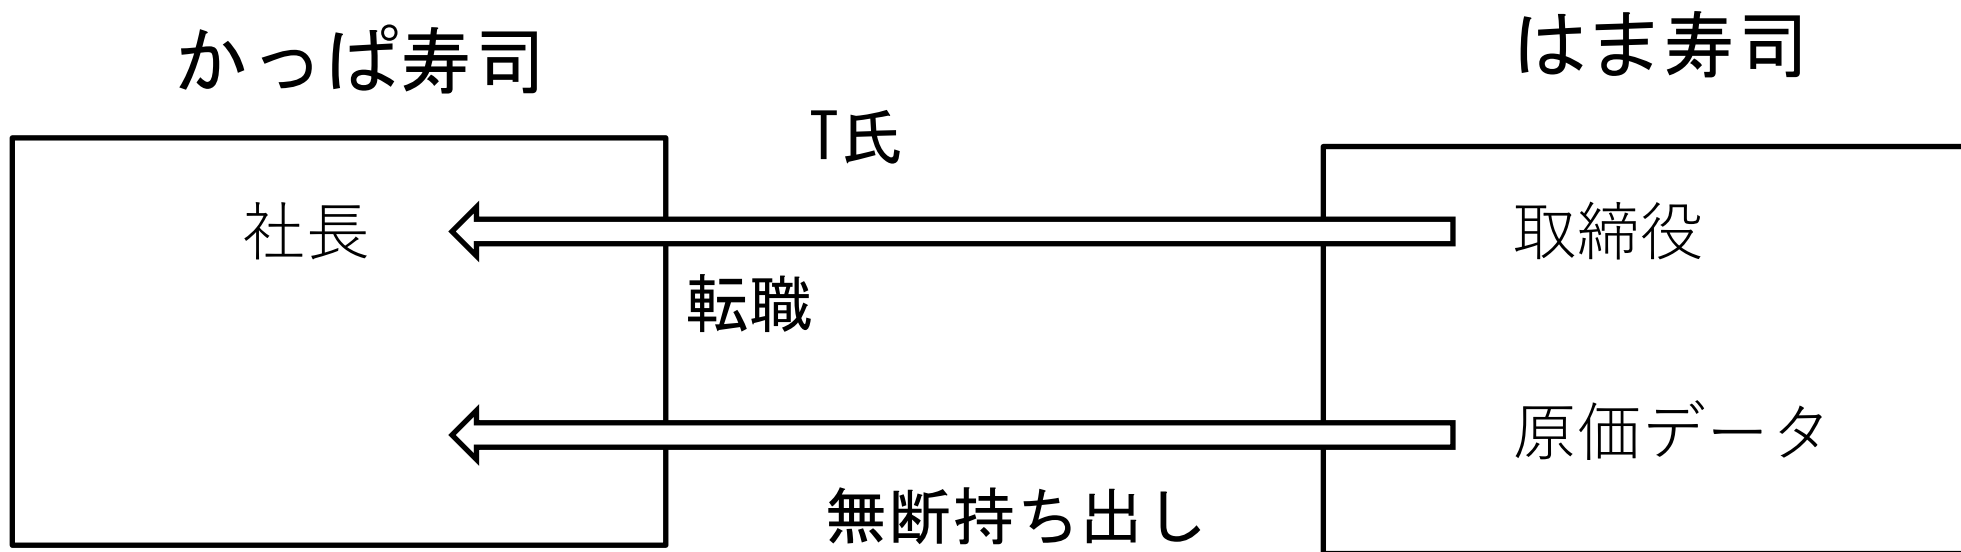 かっぱ寿司
はま寿司
T氏
社長
取締役
転職
原価データ
無断持ち出し